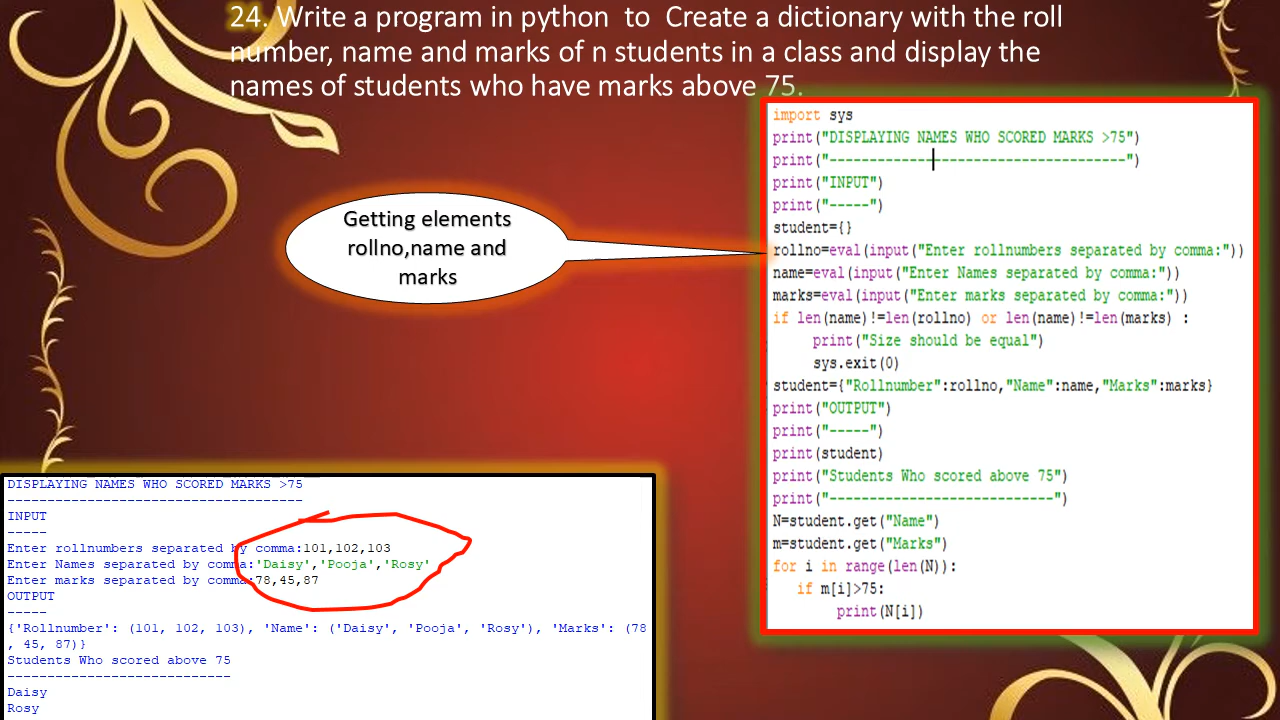 24. Write a program in python to Create a dictionary with the roll
number, name and marks of n students in a class and display the
names of students who have marks above 75.
Getting elements
rollno,name and
marks
import sys
print("DISPLAYING NAMES WHO SCORED MARKS >75")
print("-------------------------------------")
print("INPUT")
print("-----")
student={}
rollno=eval(input("Enter rollnumbers separated by comma:"))
name=eval(input("Enter Names separated by comma:"))
marks=eval(input("Enter marks separated by comma:"))
if len(name)!=len(rollno) or len(name)!=len(marks) :
     print("Size should be equal")
     sys.exit(0)
student={"Rollnumber":rollno,"Name":name,"Marks":marks}
print("OUTPUT")
print("-----")
print(student)
print("Students Who scored above 75")
print("----------------------------")
N=student.get("Name")
m=student.get("Marks")
for i in range(len(N)):
   if m[i]>75:
        print(N[i])
DISPLAYING NAMES WHO SCORED MARKS >75
-------------------------------------
INPUT
-----
Enter rollnumbers separated by comma:101,102,103
Enter Names separated by comma:'Daisy','Pooja','Rosy'
Enter marks separated by comma:78,45,87
OUTPUT
-----
{'Rollnumber': (101, 102, 103), 'Name': ('Daisy', 'Pooja', 'Rosy'), 'Marks': (78
, 45, 87)}
Students Who scored above 75
----------------------------
Daisy
Rosy